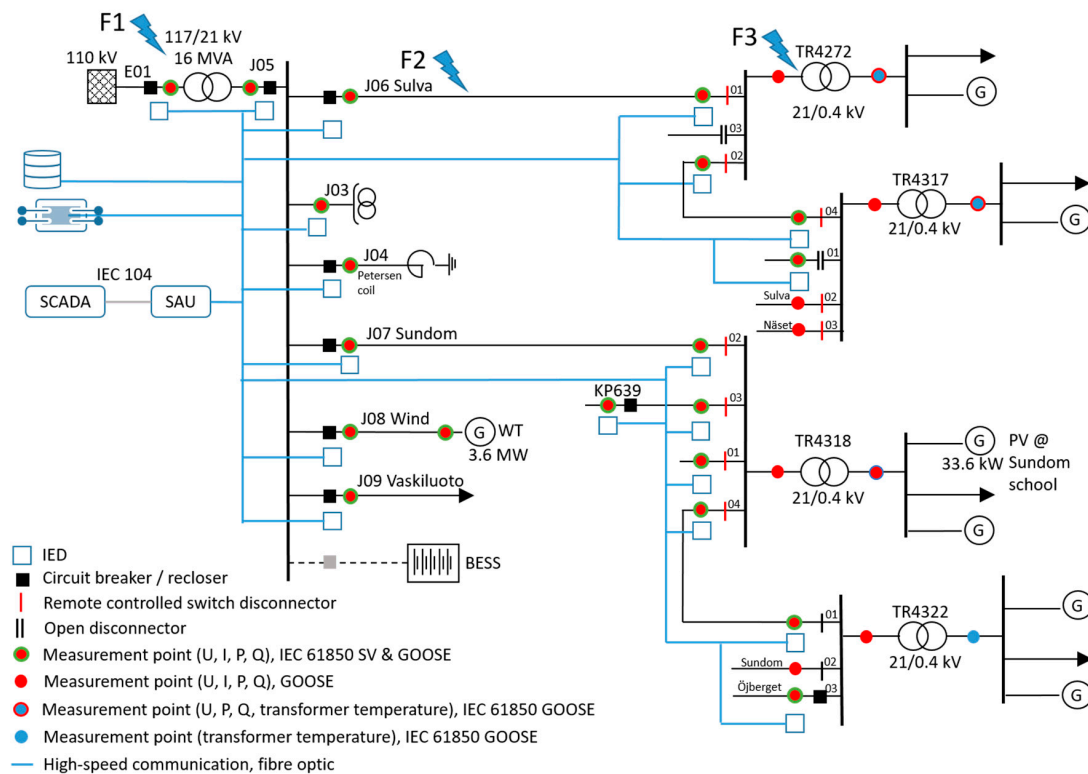 F1
117/21 kV
16 MVA
110 kV
E01
J05
F2
J06 Sulva
F3
TR4272
21/0.4 kV
G
01
03
02
J03
J04
Petersen
coil
TR4317
21/0.4 kV
G
04
01
Sulva
02
Näset
03
IEC 104
SCADA
SAU
J07 Sundom
02
KP639
03
01
04
J08 Wind
G
WT
3.6 MW
J09 Vaskiluoto
BESS
TR4318
21/0.4 kV
G
33.6 kW
PV @
Sundom
school
G
TR4322
21/0.4 kV
G
G
01
Sundom
02
Öjberget
03
IED
Circuit breaker / recloser
Remote controlled switch disconnector
Open disconnector
Measurement point (U, I, P, Q), IEC 61850 SV & GOOSE
Measurement point (U, I, P, Q), GOOSE
Measurement point (U, P, Q, transformer temperature), IEC 61850 GOOSE
Measurement point (transformer temperature), IEC 61850 GOOSE
High-speed communication, fibre optic